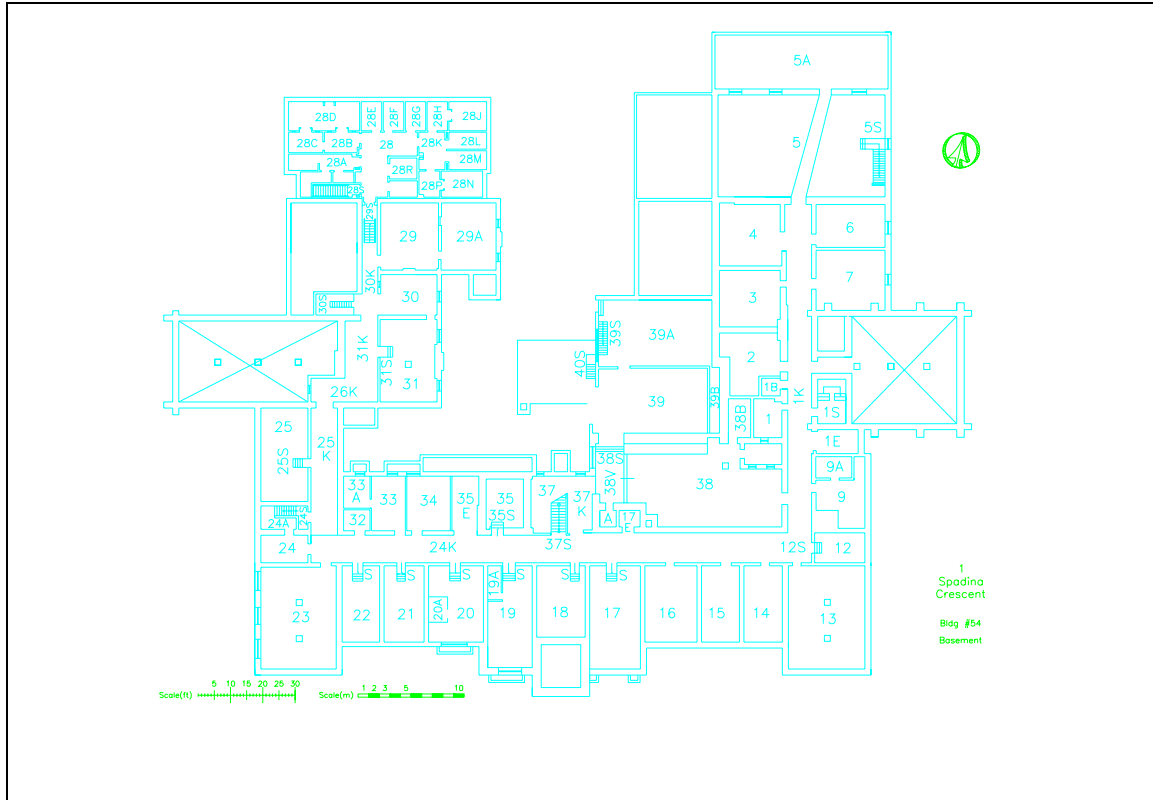 5A
28D
28E
28F
28G
28H
28J
28C
28B
28
28K
28L
28A
28R
28M
28S
28P
28N
5
5S
29S
29
29A
4
6
30K
7
30S
30
3
31K
39S
39A
31S
31
40S
2
26K
1B
39B
39
1K
25
25K
38B
1
1S
1E
25S
38S
33A
33
34
35E
35
35S
37
37K
38V
38
9A
9
32
24A
24S
A
17E
24
24K
37S
12S
12
S
S
S
S
S
S
19A
23
22
21
20A
20
19
18
17
16
15
14
13
1
Spadina
Crescent
Bldg #54
Basement
Scale(ft)
5 10 15 20 25 30
Scale(m)
1 2 3 5 10